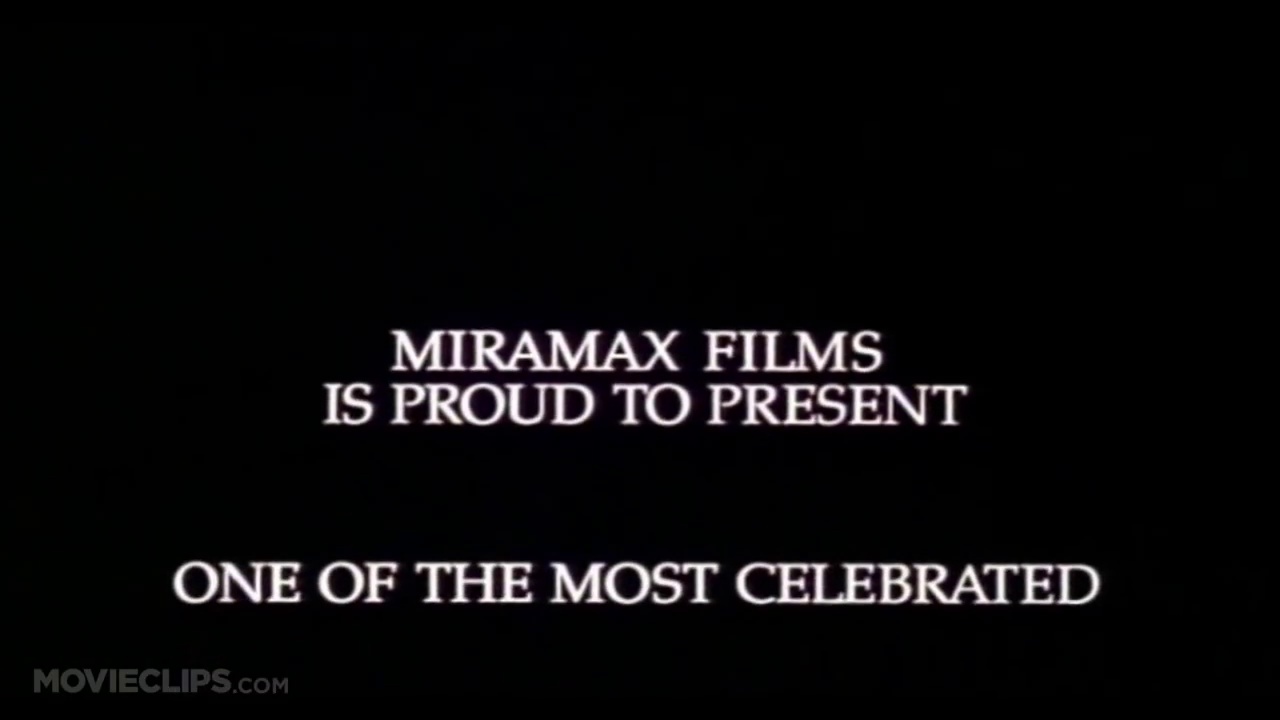 MIRAMAX FILMS
IS PROUD TO PRESENT
ONE OF THE MOST CELEBRATED
MOVIECLIPS.COM